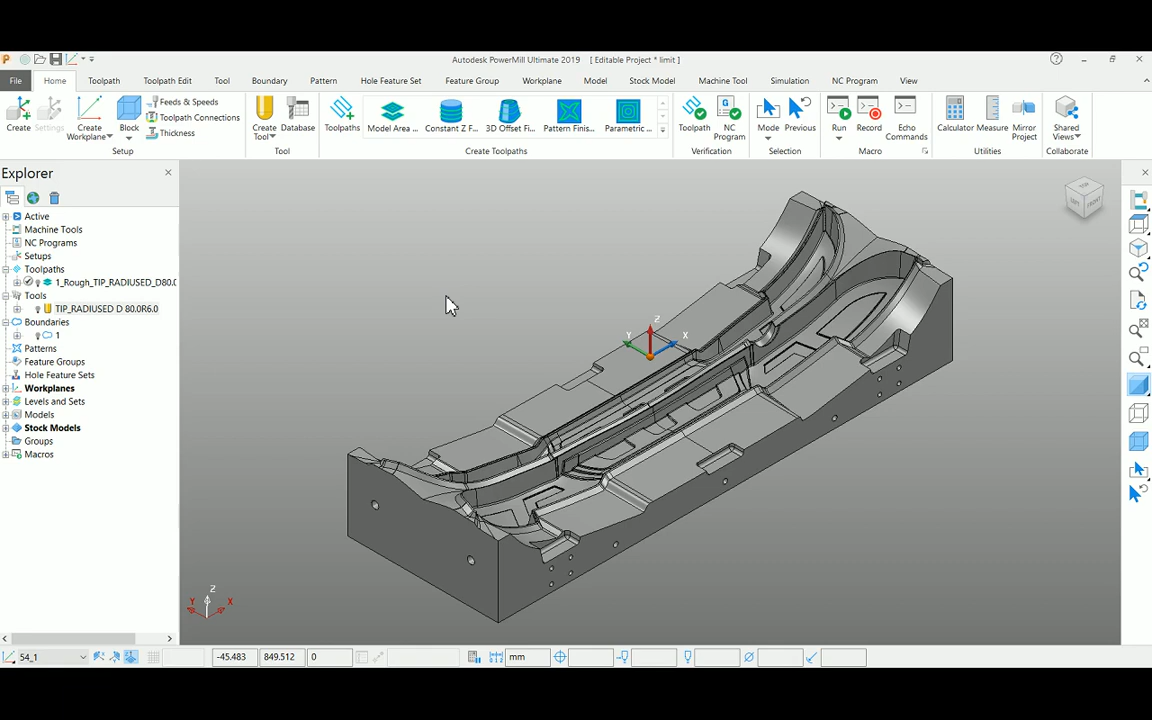 Autodesk PowerMill Ultimate 2019 [ Editable Project * limit ]
File Home Toolpath Toolpath Edit Tool Boundary Pattern Hole Feature Set Feature Group Workplane Model Stock Model Machine Tool Simulation NC Program View
Create
Settings
Create
Workplane
Block
Feeds & Speeds
Toolpath Connections
Thickness
Setup
Create
Tool
Database
Tool
Toolpaths
Model Area ...
Constant Z F...
3D Offset Fi...
Pattern Finis...
Parametric ...
Create Toolpaths
Toolpath
NC
Program
Verification
Mode
Previous
Selection
Run
Record
Echo
Commands
Macro
Calculator
Measure
Mirror
Project
Utilities
Shared
Views
Collaborate
Explorer
Active
Machine Tools
NC Programs
Setups
Toolpaths
1_Rough_TIP_RADIUSED_D80.0
Tools
TIP_RADIUSED D 80.0R6.0
Boundaries
1
Patterns
Feature Groups
Hole Feature Sets
Workplanes
Levels and Sets
Models
Stock Models
Groups
Macros
TOP
FRONT
Z
Y
X
Z
Y
X
54_1
-45.483
849.512
0
mm